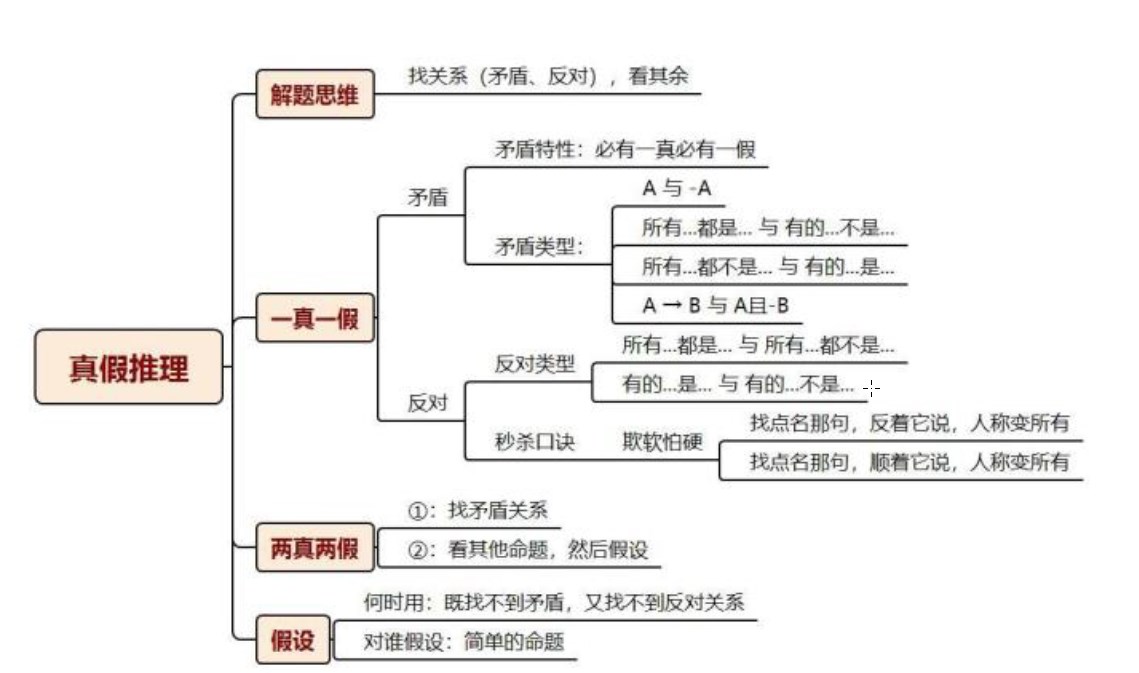 真假推理
解题思维
找关系（矛盾、反对），看其余
一真一假
矛盾
矛盾特性：必有一真必有一假
矛盾类型：
A 与 -A
所有...都是... 与 有的...不是...
所有...都不是... 与 有的...是...
A → B 与 A且-B
反对
反对类型
所有...都是... 与 所有...都不是...
有的...是... 与 有的...不是...
秒杀口诀
欺软怕硬
找点名那句，反着它说，人称变所有
找点名那句，顺着它说，人称变所有
两真两假
①：找矛盾关系
②：看其他命题，然后假设
假设
何时用：既找不到矛盾，又找不到反对关系
对谁假设：简单的命题